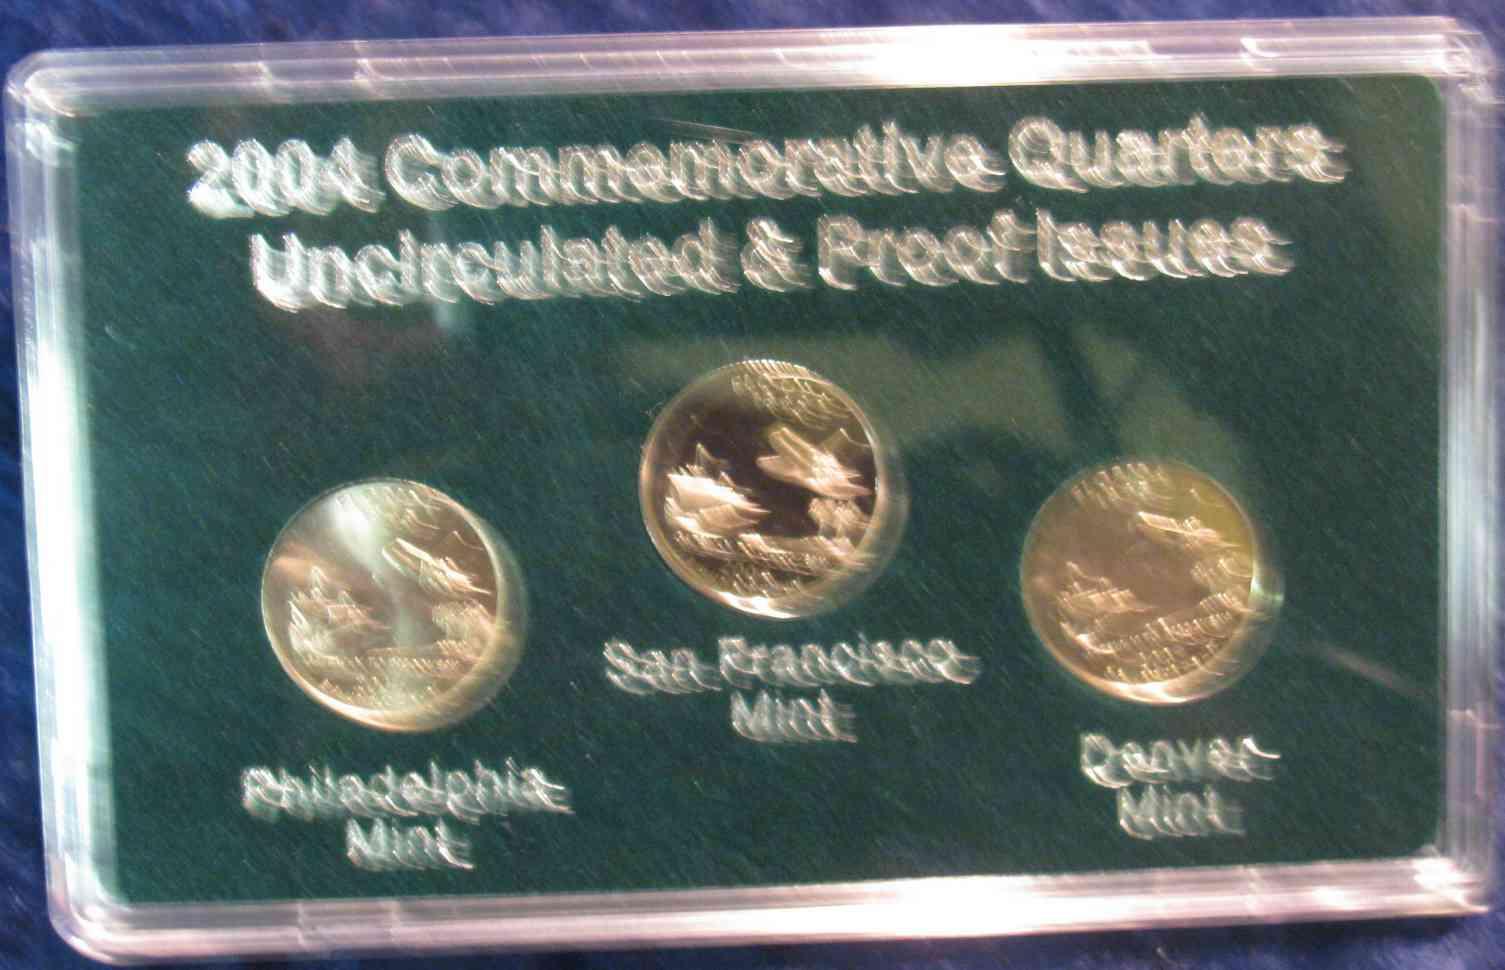 2004 Commemorative Quarters
Uncirculated & Proof Issues
San Francisco
Mint
Philadelphia
Mint
Denver
Mint